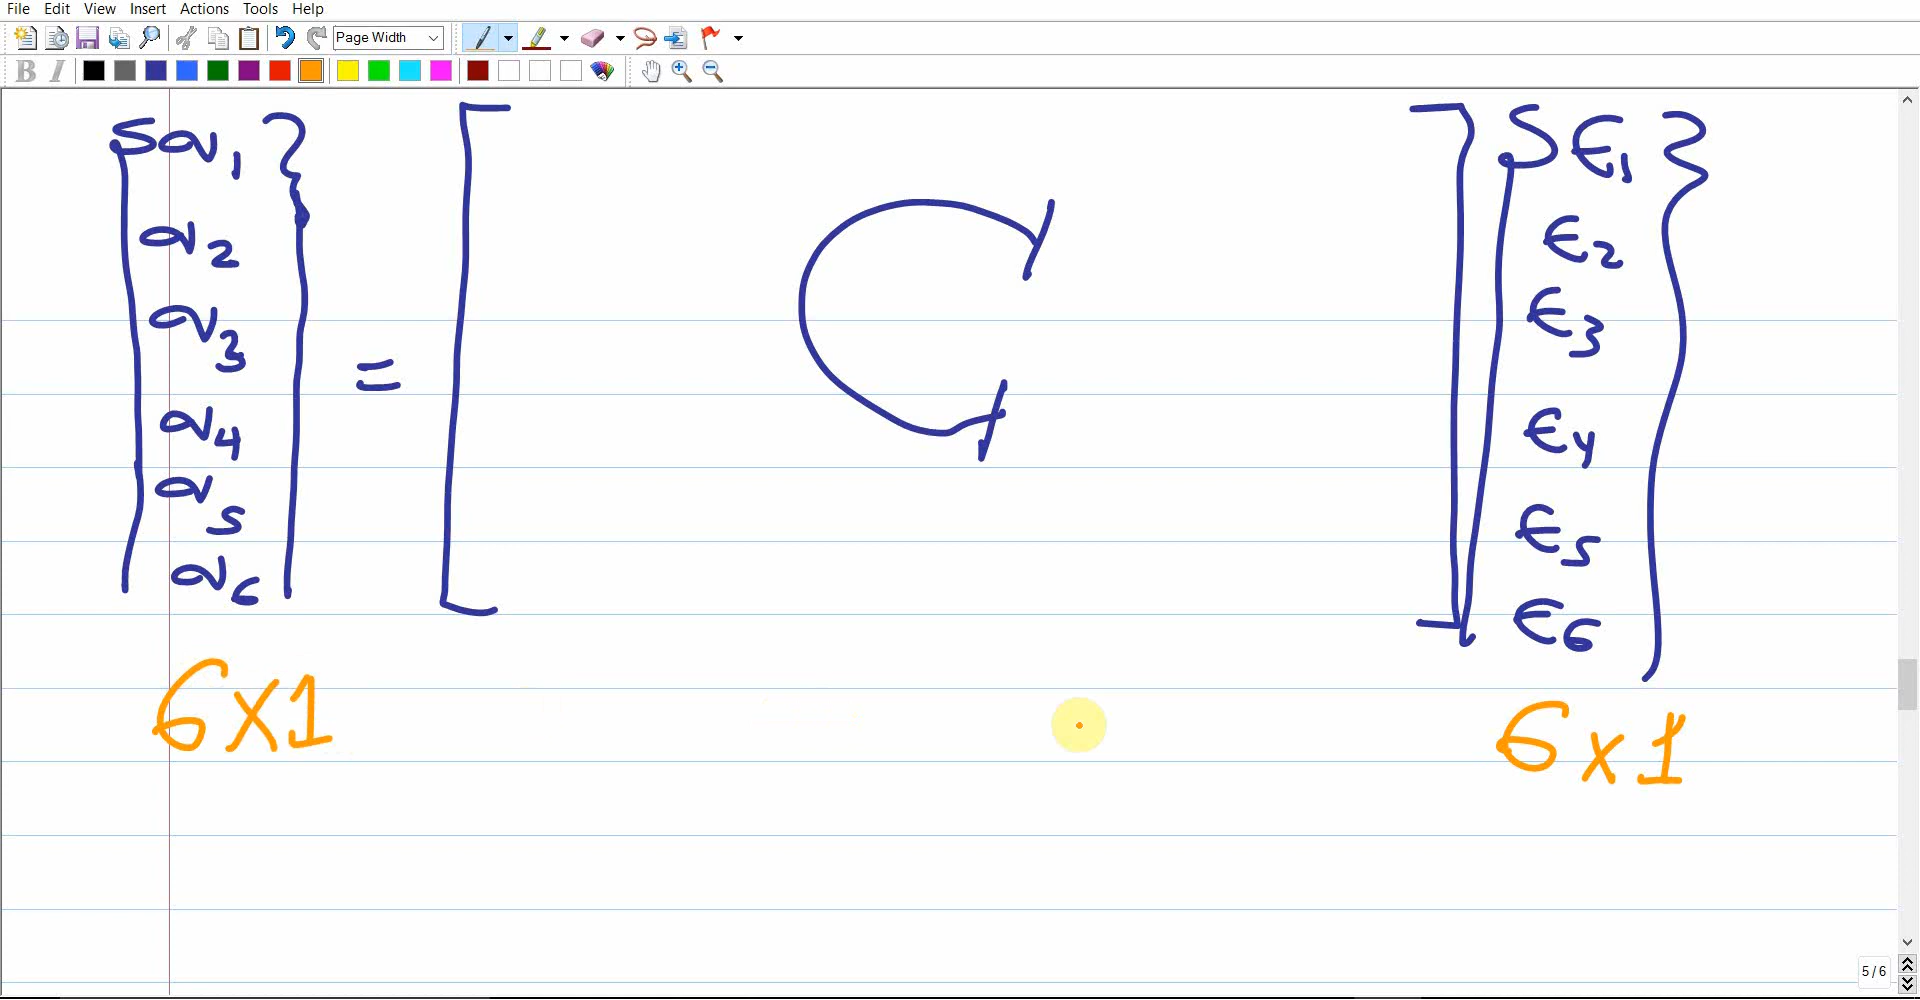 File Edit View Insert Actions Tools Help
Page Width
B I
σ1
σ2
σ3
σ4
σ5
σ6
=
C
ε1
ε2
ε3
ε4
ε5
ε6
6x1
6x1
5 / 6